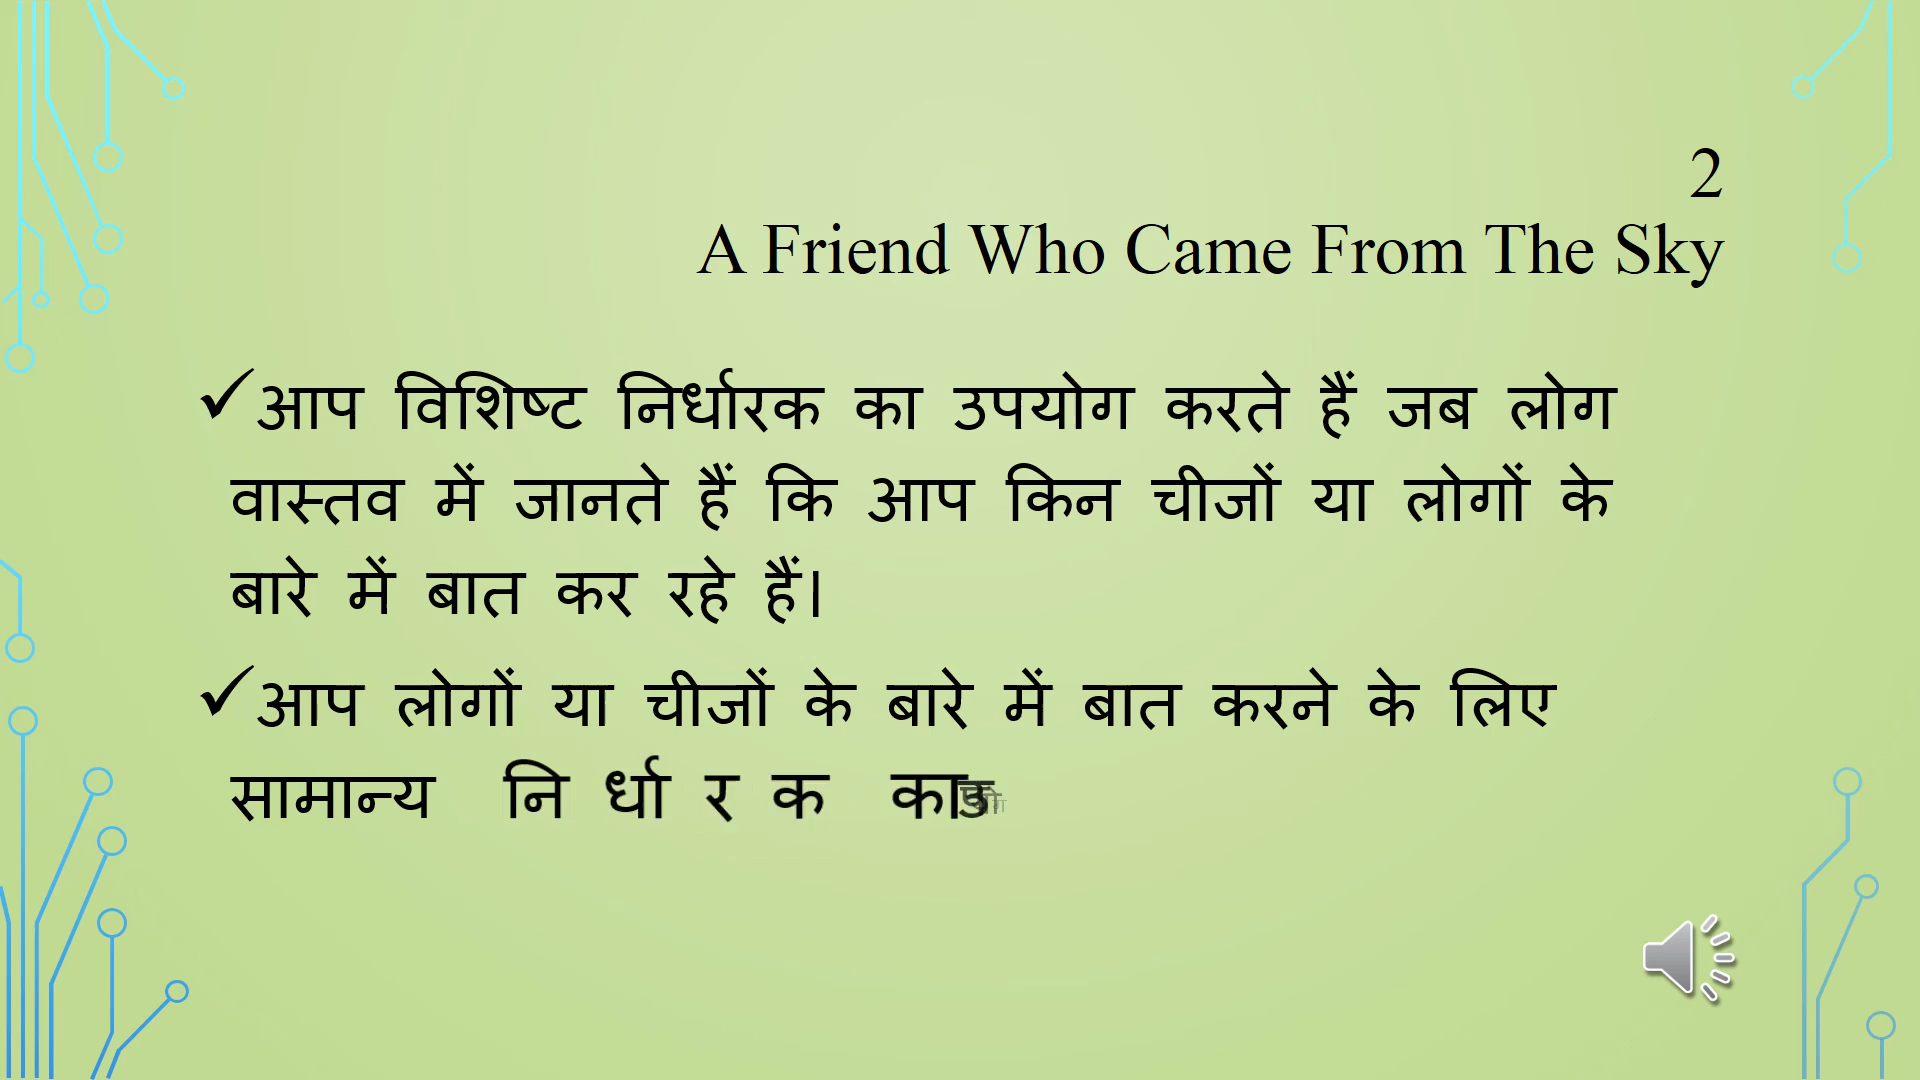 2
A Friend Who Came From The Sky
✓आप विशिष्ट निर्धारक का उपयोग करते हैं जब लोग
वास्तव में जानते हैं कि आप किन चीजों या लोगों के
बारे में बात कर रहे हैं।
✓आप लोगों या चीजों के बारे में बात करने के लिए
सामान्य निर्धारक का